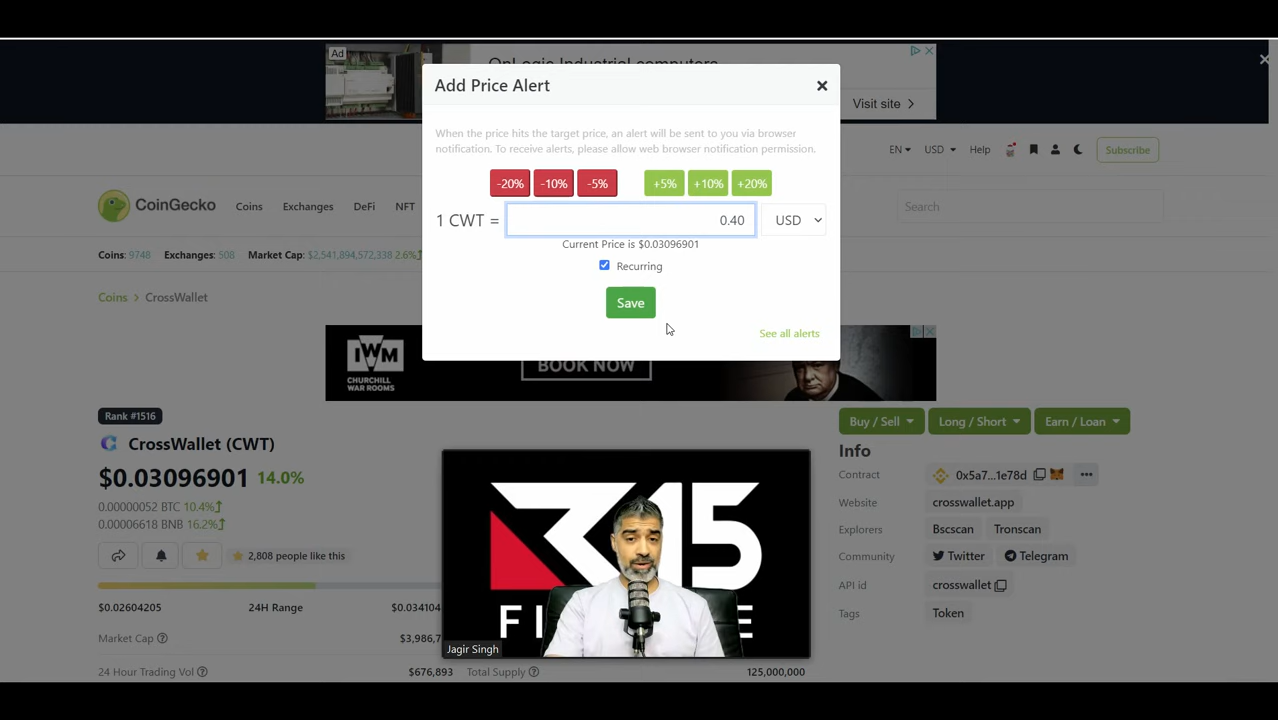 Ad
OnLogic Industrial computers
Visit site
Add Price Alert
When the price hits the target price, an alert will be sent to you via browser
notification. To receive alerts, please allow web browser notification permission.
-20% -10% -5% +5% +10% +20%
1 CWT = 0.40 USD
Current Price is $0.03096901
Recurring
Save
See all alerts
EN USD Help Subscribe
CoinGecko Coins Exchanges DeFi NFT Search
Coins: 9748 Exchanges: 508 Market Cap: $2,541,894,572,338 2.6%
Coins > CrossWallet
IWM
CHURCHILL
WAR ROOMS
BOOK NOW
Rank #1516
CrossWallet (CWT)
$0.03096901 14.0%
0.00000052 BTC 10.4%
0.00006618 BNB 16.2%
2,808 people like this
$0.02604205 24H Range $0.034104
Market Cap $3,986,7
24 Hour Trading Vol $676,893 Total Supply 125,000,000
Buy / Sell Long / Short Earn / Loan
Info
Contract 0x5a7...1e78d
Website crosswallet.app
Explorers Bscscan Tronscan
Community Twitter Telegram
API id crosswallet
Tags Token
15
Jagir Singh